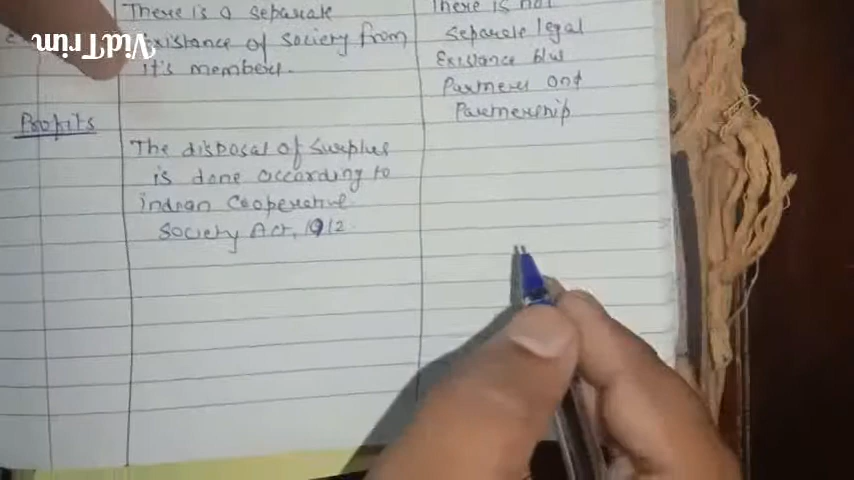 There is a separate
existance of society from
it's members.
There is not
separate legal
Existance b/w
Partners and
Partnership
Profits
The disposal of surplus
is done according to
indian cooperative
society Act, 1912.
VidTrim